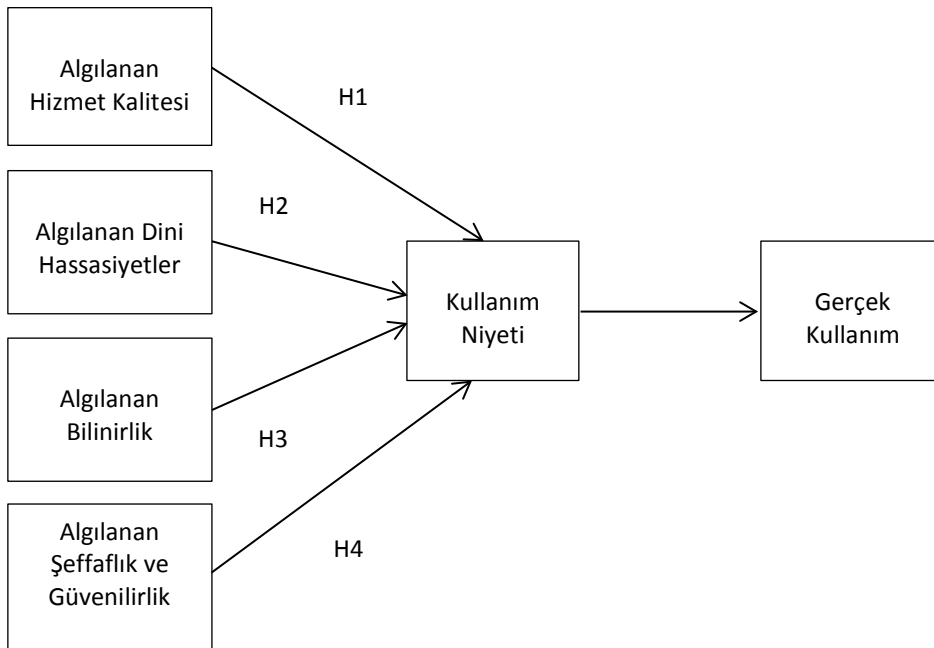 Algılanan
Hizmet Kalitesi
H1
Algılanan Dini
Hassasiyetler
H2
Algılanan
Bilinirlik
H3
Algılanan
Şeffaflık ve
Güvenilirlik
H4
Kullanım
Niyeti
Gerçek
Kullanım